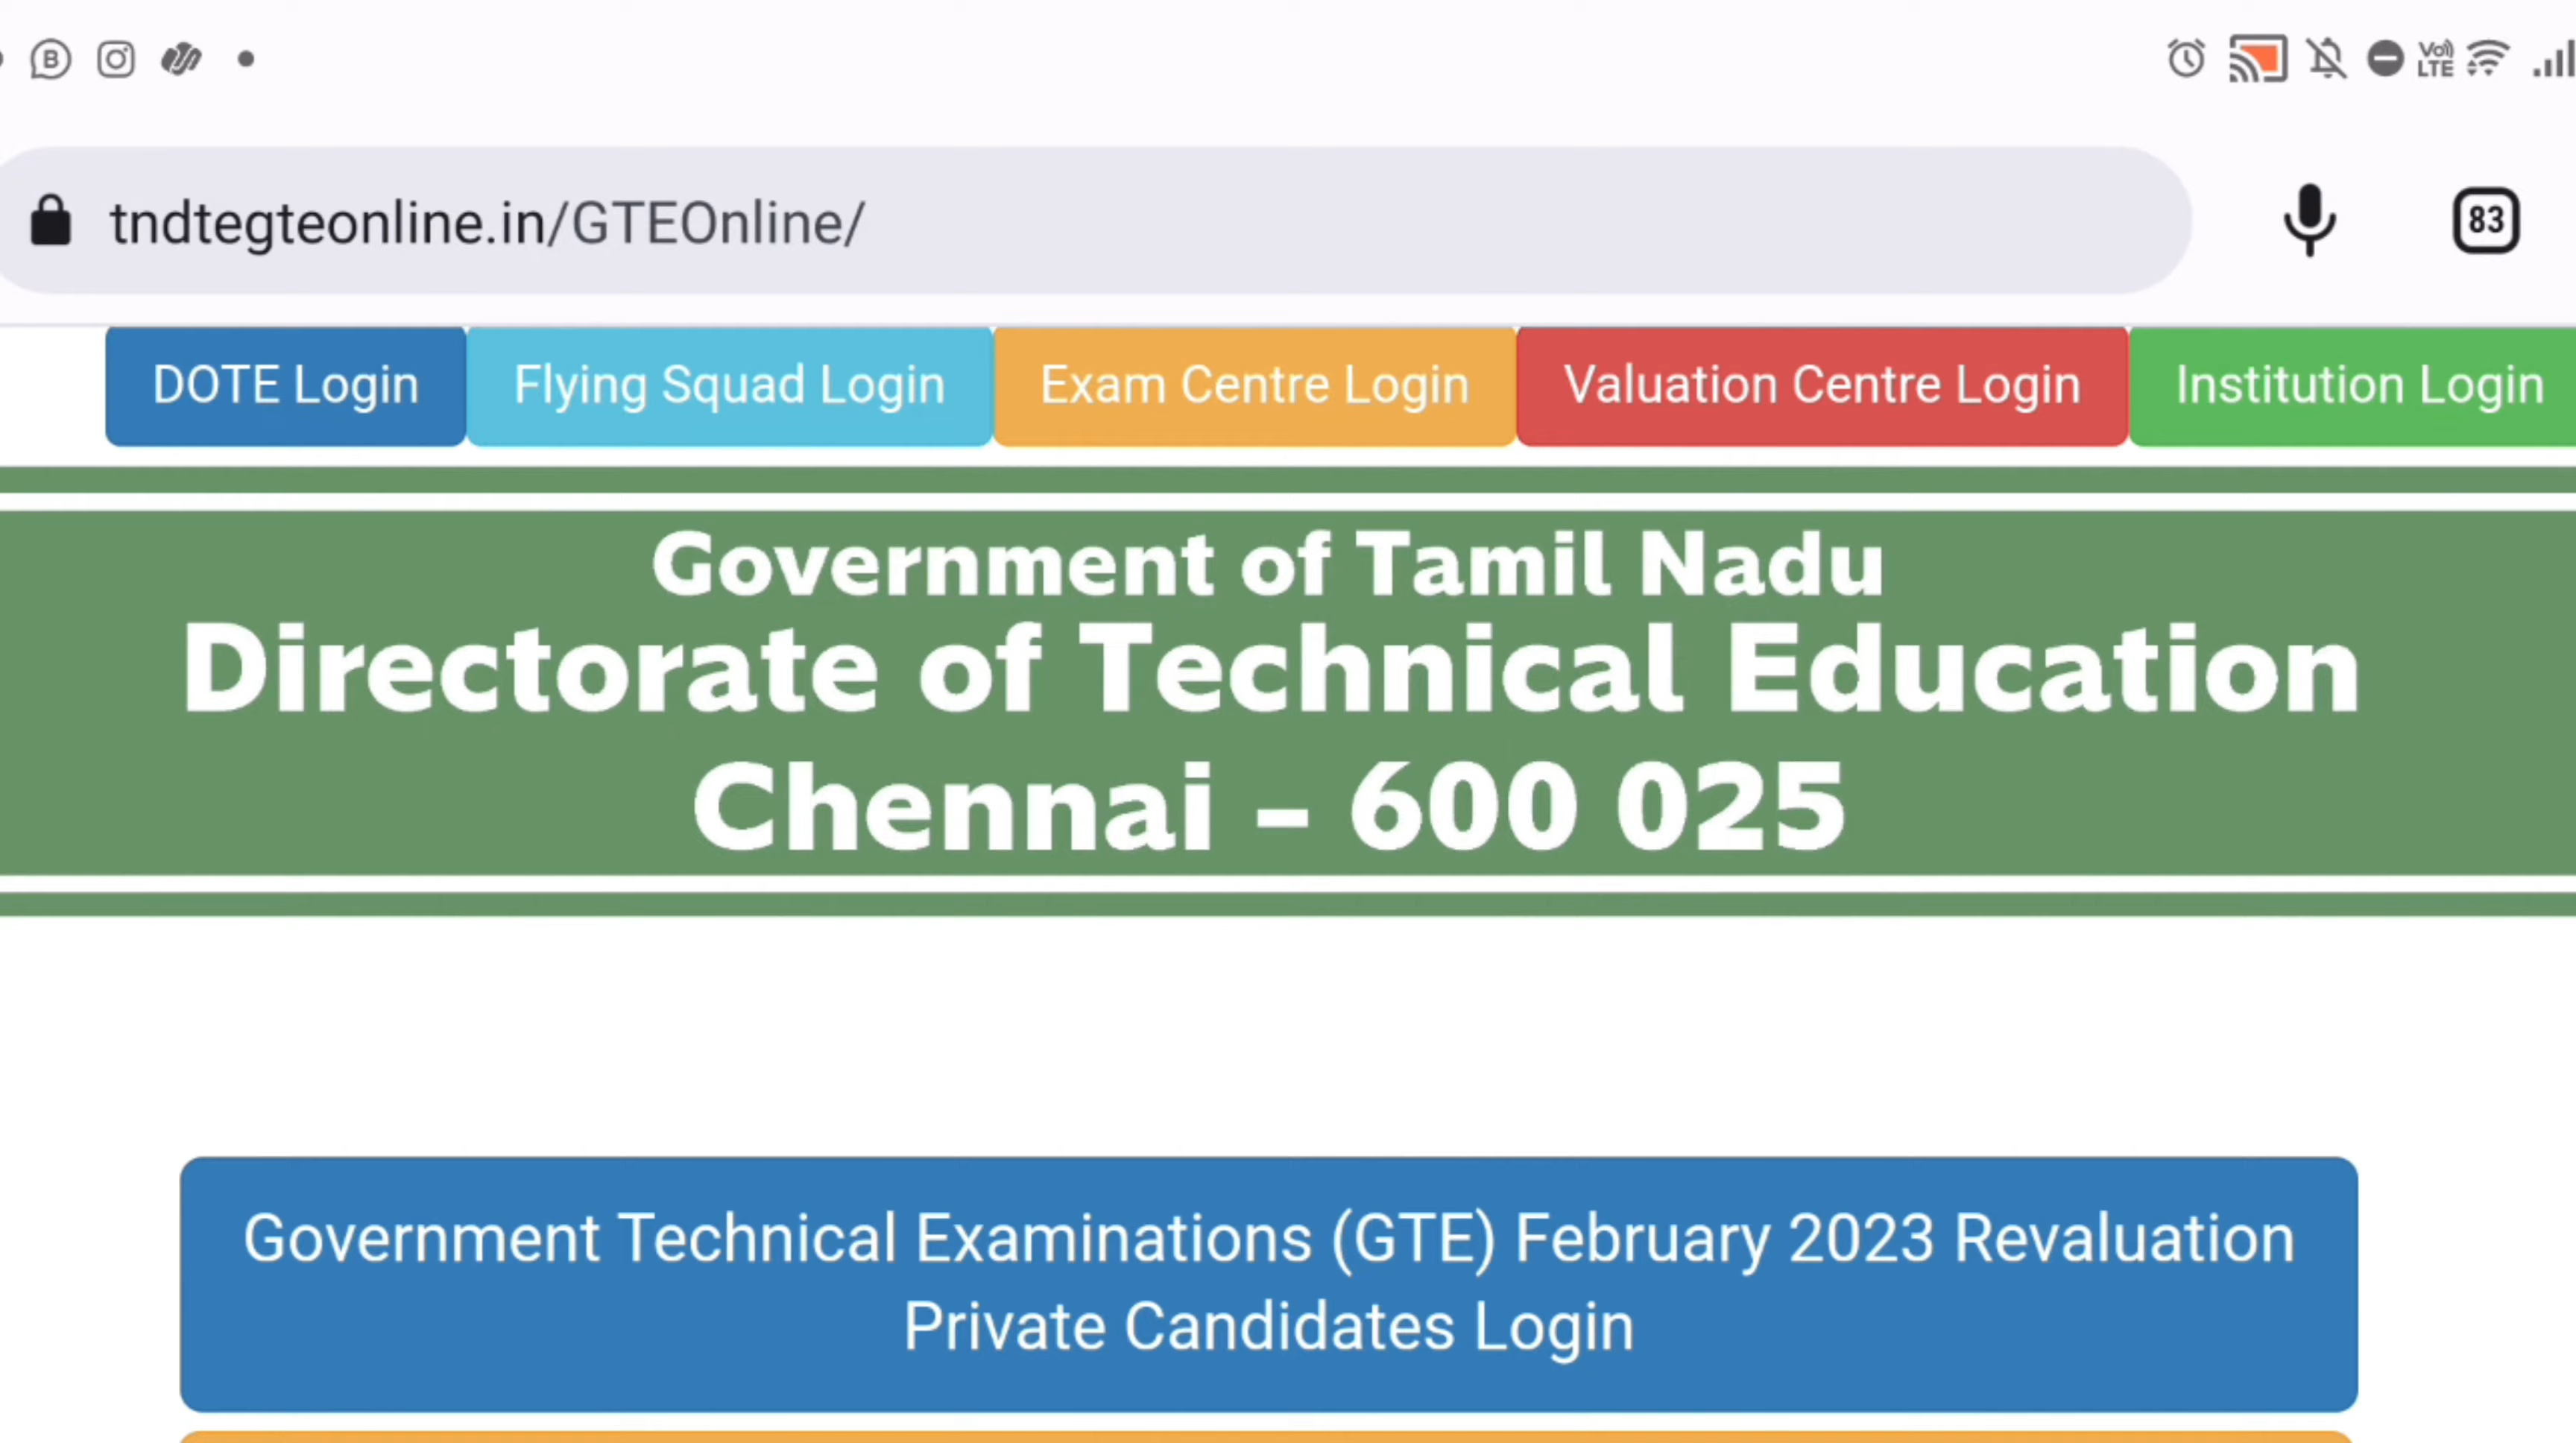 Vo) LTE
tndtegteonline.in/GTEOnline/
83
DOTE Login
Flying Squad Login
Exam Centre Login
Valuation Centre Login
Institution Login
Government of Tamil Nadu
Directorate of Technical Education
Chennai - 600 025
Government Technical Examinations (GTE) February 2023 Revaluation
Private Candidates Login